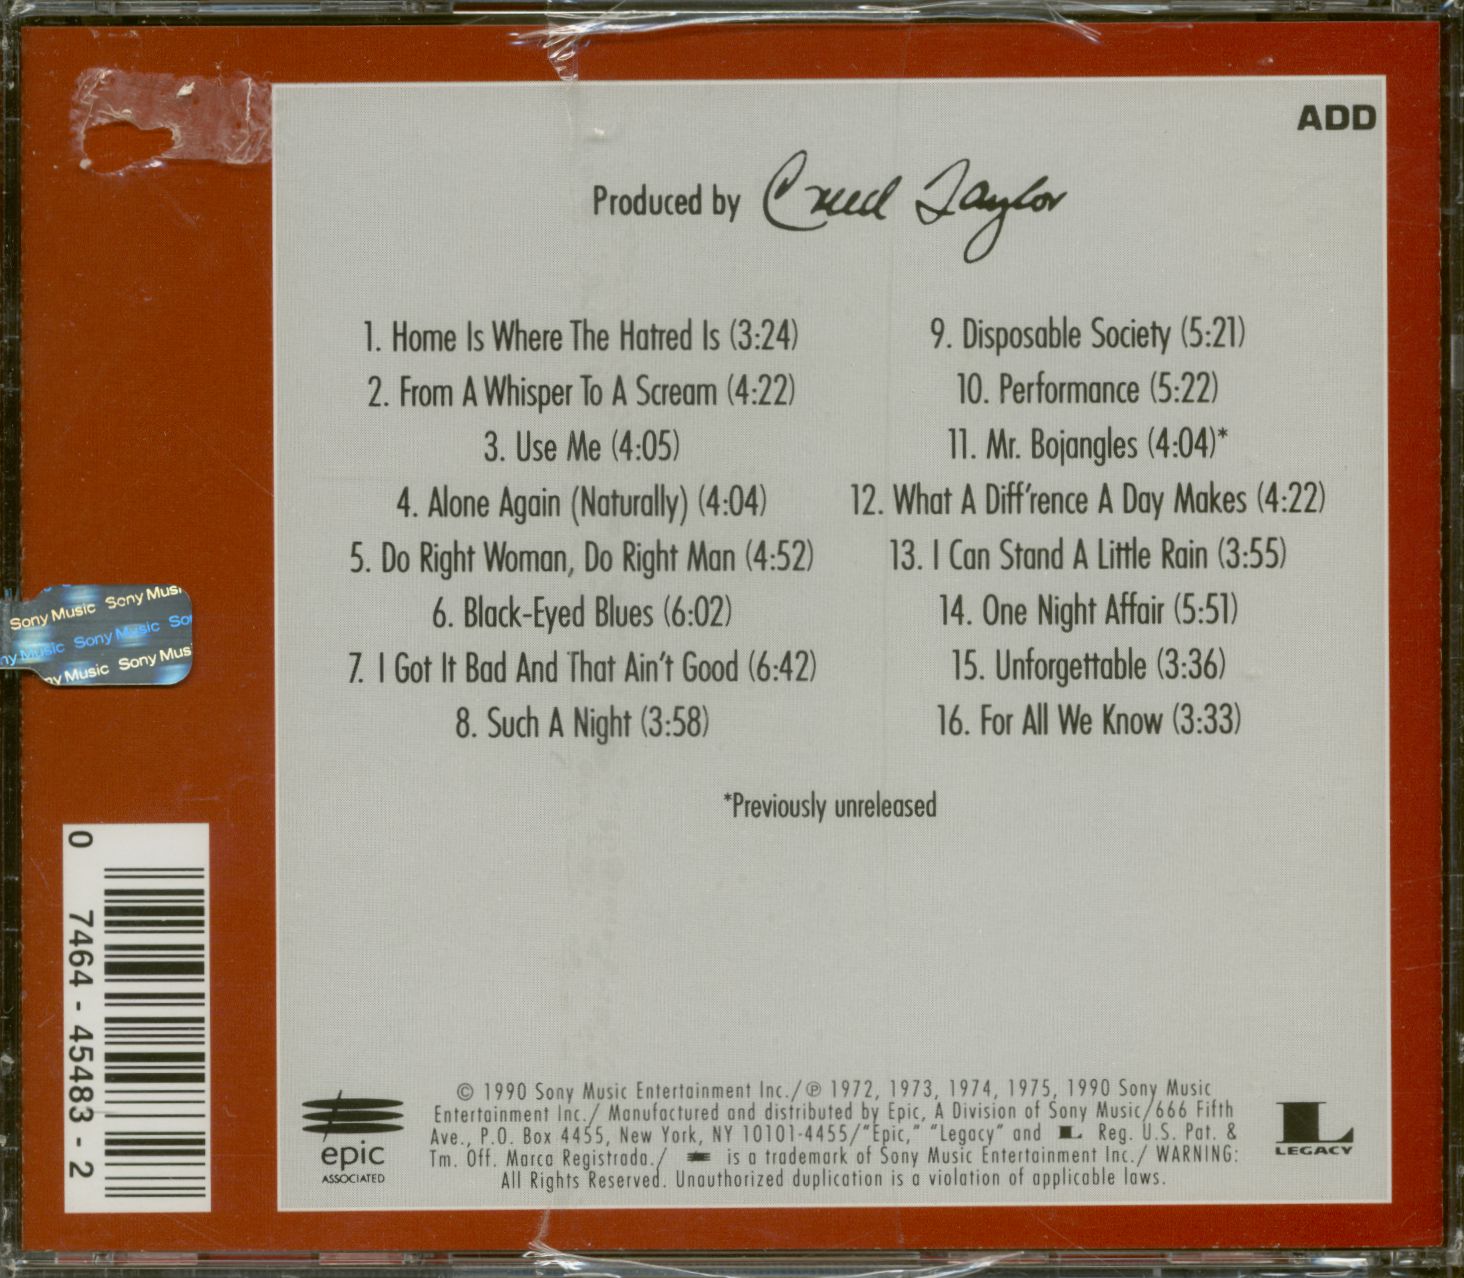 ADD
Produced by Creed Taylor
1. Home Is Where The Hatred Is (3:24)
2. From A Whisper To A Scream (4:22)
3. Use Me (4:05)
4. Alone Again (Naturally) (4:04)
5. Do Right Woman, Do Right Man (4:52)
6. Black-Eyed Blues (6:02)
7. I Got It Bad And That Ain't Good (6:42)
8. Such A Night (3:58)
9. Disposable Society (5:21)
10. Performance (5:22)
11. Mr. Bojangles (4:04)*
12. What A Diff'rence A Day Makes (4:22)
13. I Can Stand A Little Rain (3:55)
14. One Night Affair (5:51)
15. Unforgettable (3:36)
16. For All We Know (3:33)
*Previously unreleased
Sony Music Sony Musi
ny Music Sony Music So
ny Music Sony Mus
0 7464 - 45483 - 2
epic
ASSOCIATED
© 1990 Sony Music Entertainment Inc./℗ 1972, 1973, 1974, 1975, 1990 Sony Music
Entertainment Inc./ Manufactured and distributed by Epic, A Division of Sony Music/666 Fifth
Ave., P.O. Box 4455, New York, NY 10101-4455/"Epic," "Legacy" and L Reg. U.S. Pat. &
Tm. Off. Marca Registrada./ is a trademark of Sony Music Entertainment Inc./ WARNING:
All Rights Reserved. Unauthorized duplication is a violation of applicable laws.
L
LEGACY